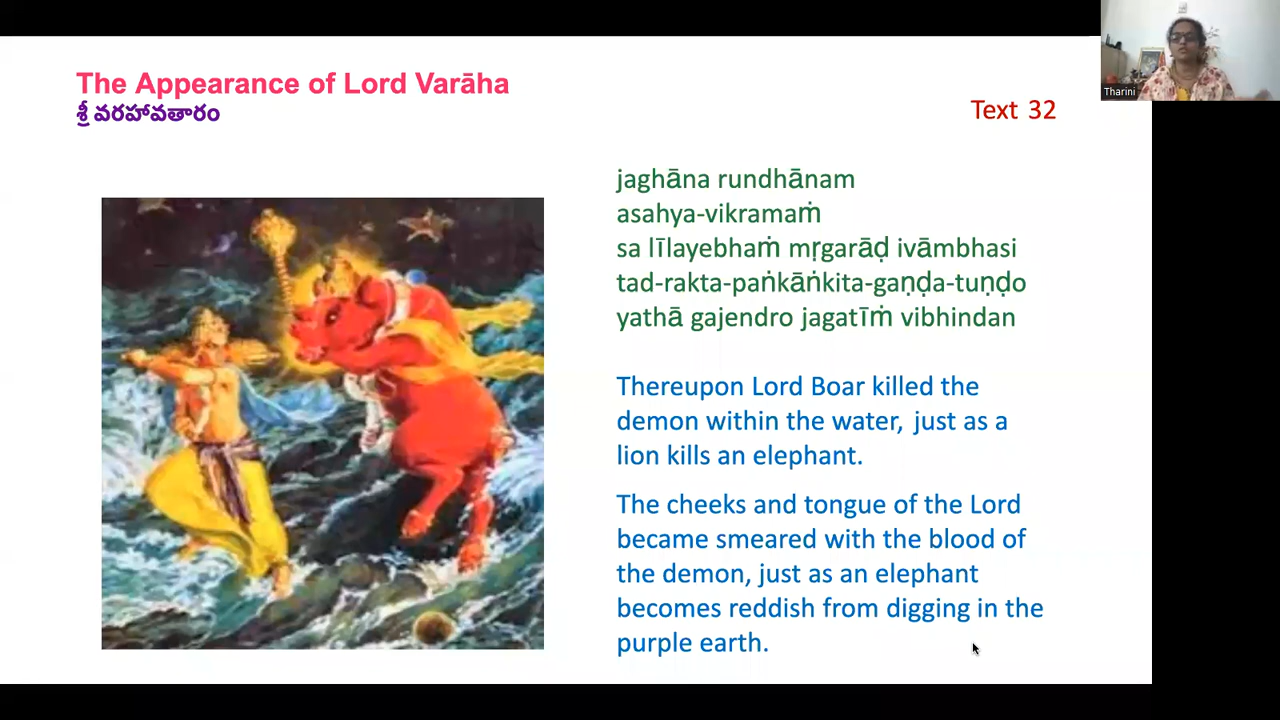 The Appearance of Lord Varāha
శ్రీ వరహావతారం
Text 32
Tharini
jaghāna rundhānam
asahya-vikramaṁ
sa līlayebhaṁ mṛgarāḍ ivāmbhasi
tad-rakta-paṅkāṅkita-gaṇḍa-tuṇḍo
yathā gajendro jagatīṁ vibhindan
Thereupon Lord Boar killed the
demon within the water, just as a
lion kills an elephant.
The cheeks and tongue of the Lord
became smeared with the blood of
the demon, just as an elephant
becomes reddish from digging in the
purple earth.